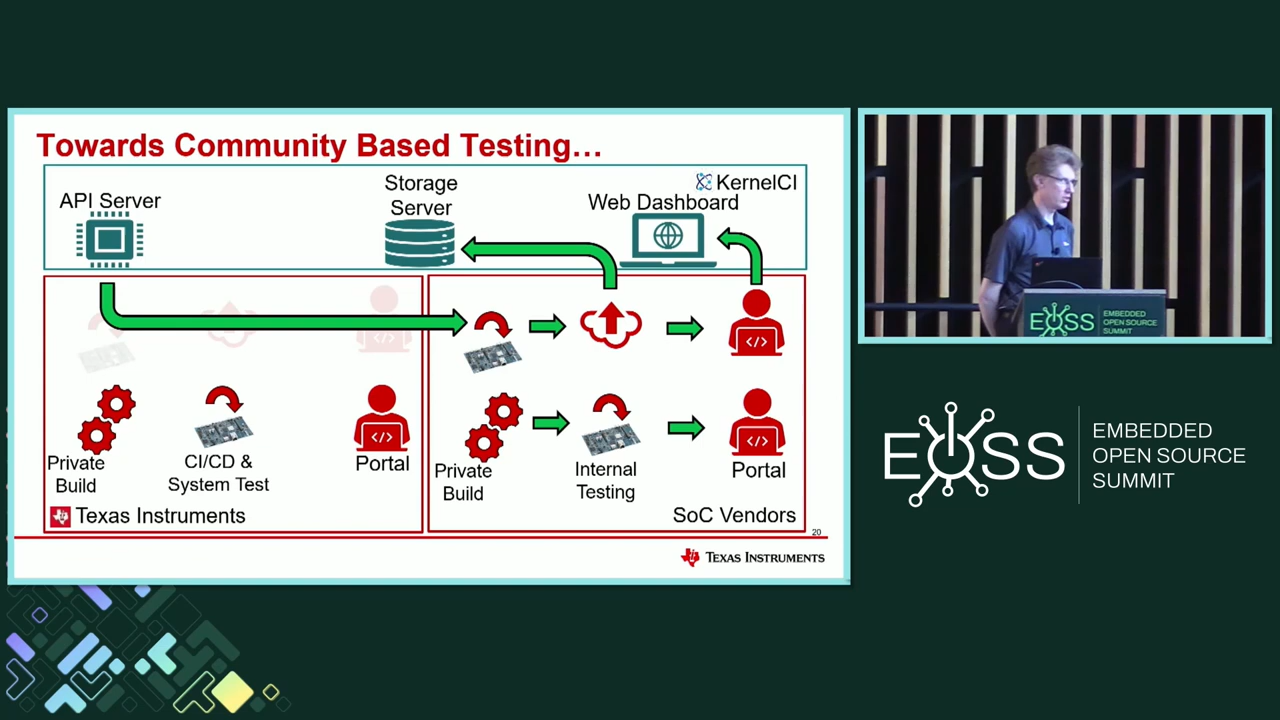 Towards Community Based Testing...
API Server
Storage
Server
KernelCI
Web Dashboard
</>
</>
</>
Private
Build
CI/CD &
System Test
Portal
Private
Build
Internal
Testing
Portal
Texas Instruments
SoC Vendors
20
TEXAS INSTRUMENTS
EOSS
EMBEDDED
OPEN SOURCE
SUMMIT
EOSS
EMBEDDED
OPEN SOURCE
SUMMIT